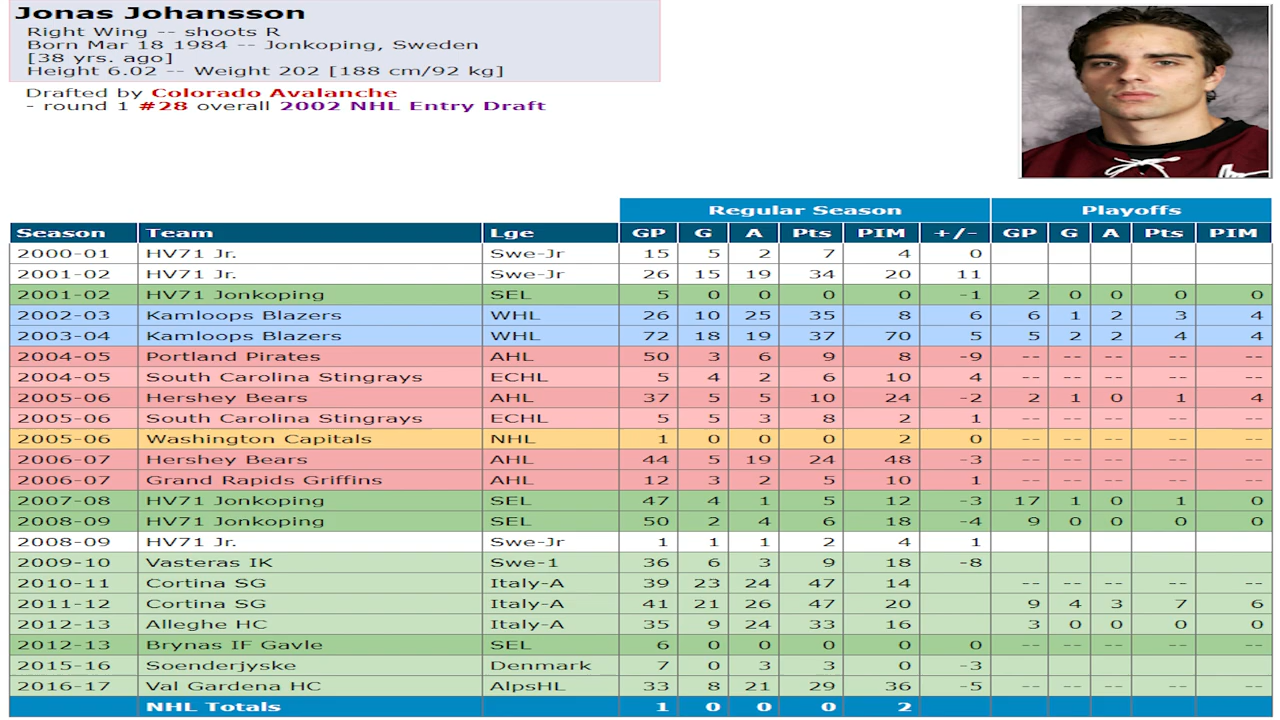 Jonas Johansson
Right Wing -- shoots R
Born Mar 18 1984 -- Jonkoping, Sweden
[38 yrs. ago]
Height 6.02 -- Weight 202 [188 cm/92 kg]
Drafted by Colorado Avalanche
- round 1 #28 overall 2002 NHL Entry Draft
Regular Season Playoffs
Season Team Lge GP G A Pts PIM +/- GP G A Pts PIM
2000-01 HV71 Jr. Swe-Jr 15 5 2 7 4 0
2001-02 HV71 Jr. Swe-Jr 26 15 19 34 20 11
2001-02 HV71 Jonkoping SEL 5 0 0 0 0 -1 2 0 0 0 0
2002-03 Kamloops Blazers WHL 26 10 25 35 8 6 6 1 2 3 4
2003-04 Kamloops Blazers WHL 72 18 19 37 70 5 5 2 2 4 4
2004-05 Portland Pirates AHL 50 3 6 9 8 -9 -- -- -- -- --
2004-05 South Carolina Stingrays ECHL 5 4 2 6 10 4 -- -- -- -- --
2005-06 Hershey Bears AHL 37 5 5 10 24 -2 2 1 0 1 4
2005-06 South Carolina Stingrays ECHL 5 5 3 8 2 1 -- -- -- -- --
2005-06 Washington Capitals NHL 1 0 0 0 2 0 -- -- -- -- --
2006-07 Hershey Bears AHL 44 5 19 24 48 -3 -- -- -- -- --
2006-07 Grand Rapids Griffins AHL 12 3 2 5 10 1 -- -- -- -- --
2007-08 HV71 Jonkoping SEL 47 4 1 5 12 -3 17 1 0 1 0
2008-09 HV71 Jonkoping SEL 50 2 4 6 18 -4 9 0 0 0 0
2008-09 HV71 Jr. Swe-Jr 1 1 1 2 4 1
2009-10 Vasteras IK Swe-1 36 6 3 9 18 -8
2010-11 Cortina SG Italy-A 39 23 24 47 14 -- -- -- -- --
2011-12 Cortina SG Italy-A 41 21 26 47 20 9 4 3 7 6
2012-13 Alleghe HC Italy-A 35 9 24 33 16 3 0 0 0 0
2012-13 Brynas IF Gavle SEL 6 0 0 0 0 0 -- -- -- -- --
2015-16 Soenderjyske Denmark 7 0 3 3 0 -3
2016-17 Val Gardena HC AlpsHL 33 8 21 29 36 -5 -- -- -- -- --
NHL Totals 1 0 0 0 2